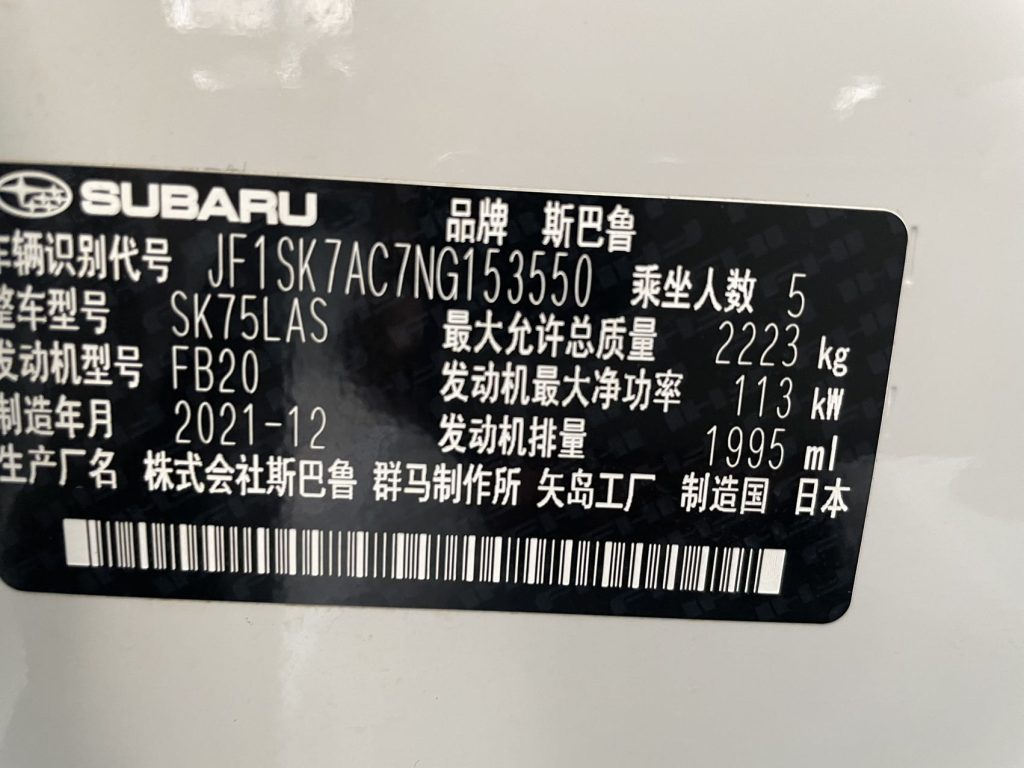 SUBARU 品牌 斯巴鲁
车辆识别代号 JF1SK7AC7NG153550 乘坐人数 5
整车型号 SK75LAS 最大允许总质量 2223 kg
发动机型号 FB20 发动机最大净功率 113 kW
制造年月 2021-12 发动机排量 1995 ml
生产厂名 株式会社斯巴鲁 群马制作所 矢岛工厂 制造国 日本